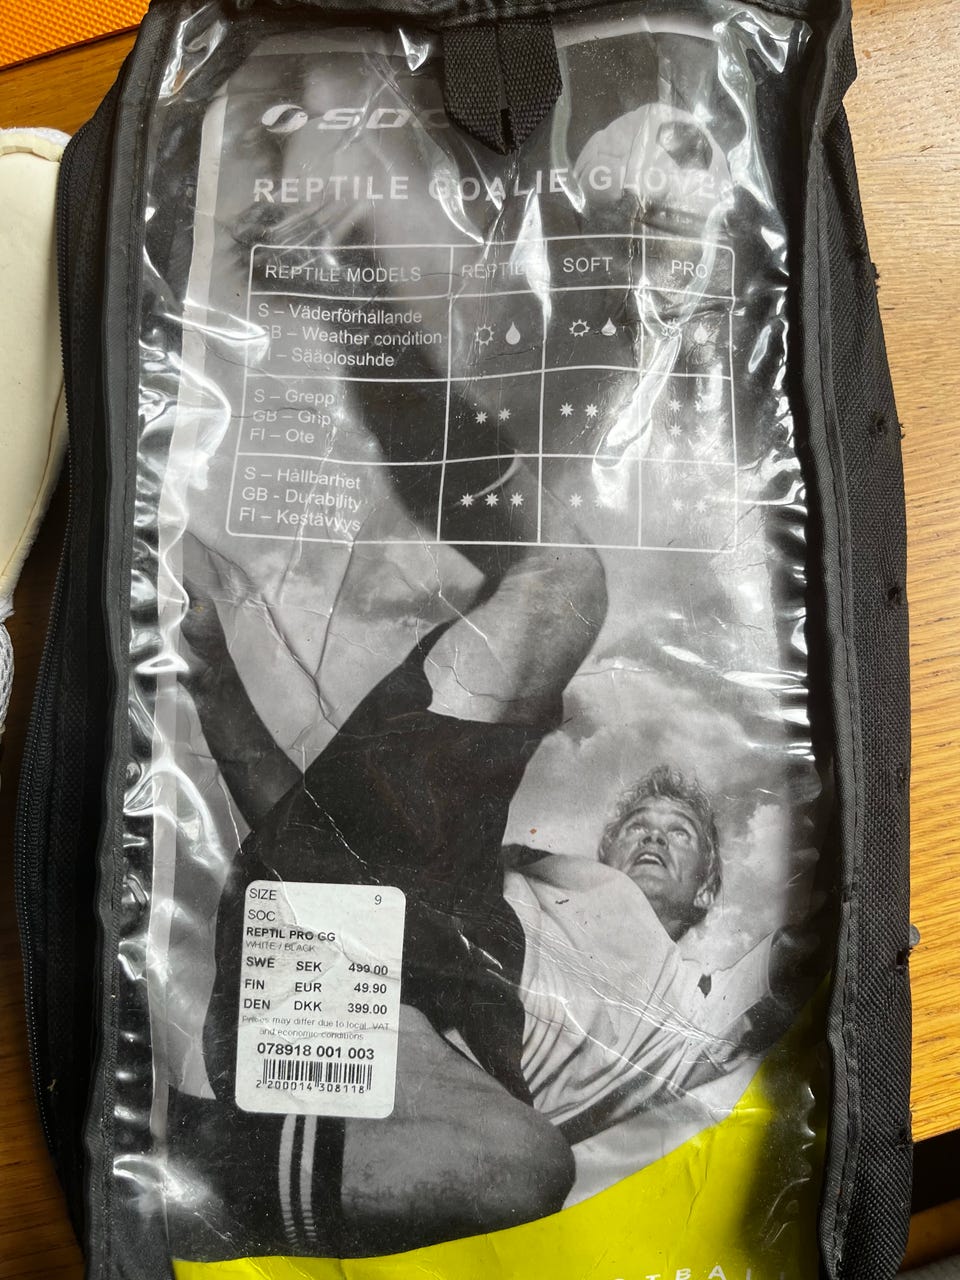 SOC
REPTILE GOALIE GLOVES
REPTILE MODELS REPTILE SOFT PRO
S – Väderförhallande
GB – Weather condition
FI – Sääolosuhde
S – Grepp
GB – Grip
FI – Ote
S – Hållbarhet
GB - Durability
FI – Kestävyys
SIZE 9
SOC
REPTIL PRO GG
WHITE / BLACK
SWE SEK 499.00
FIN EUR 49.90
DEN DKK 399.00
Prices may differ due to local VAT
and economic conditions
078918 001 003
2 200014 308118